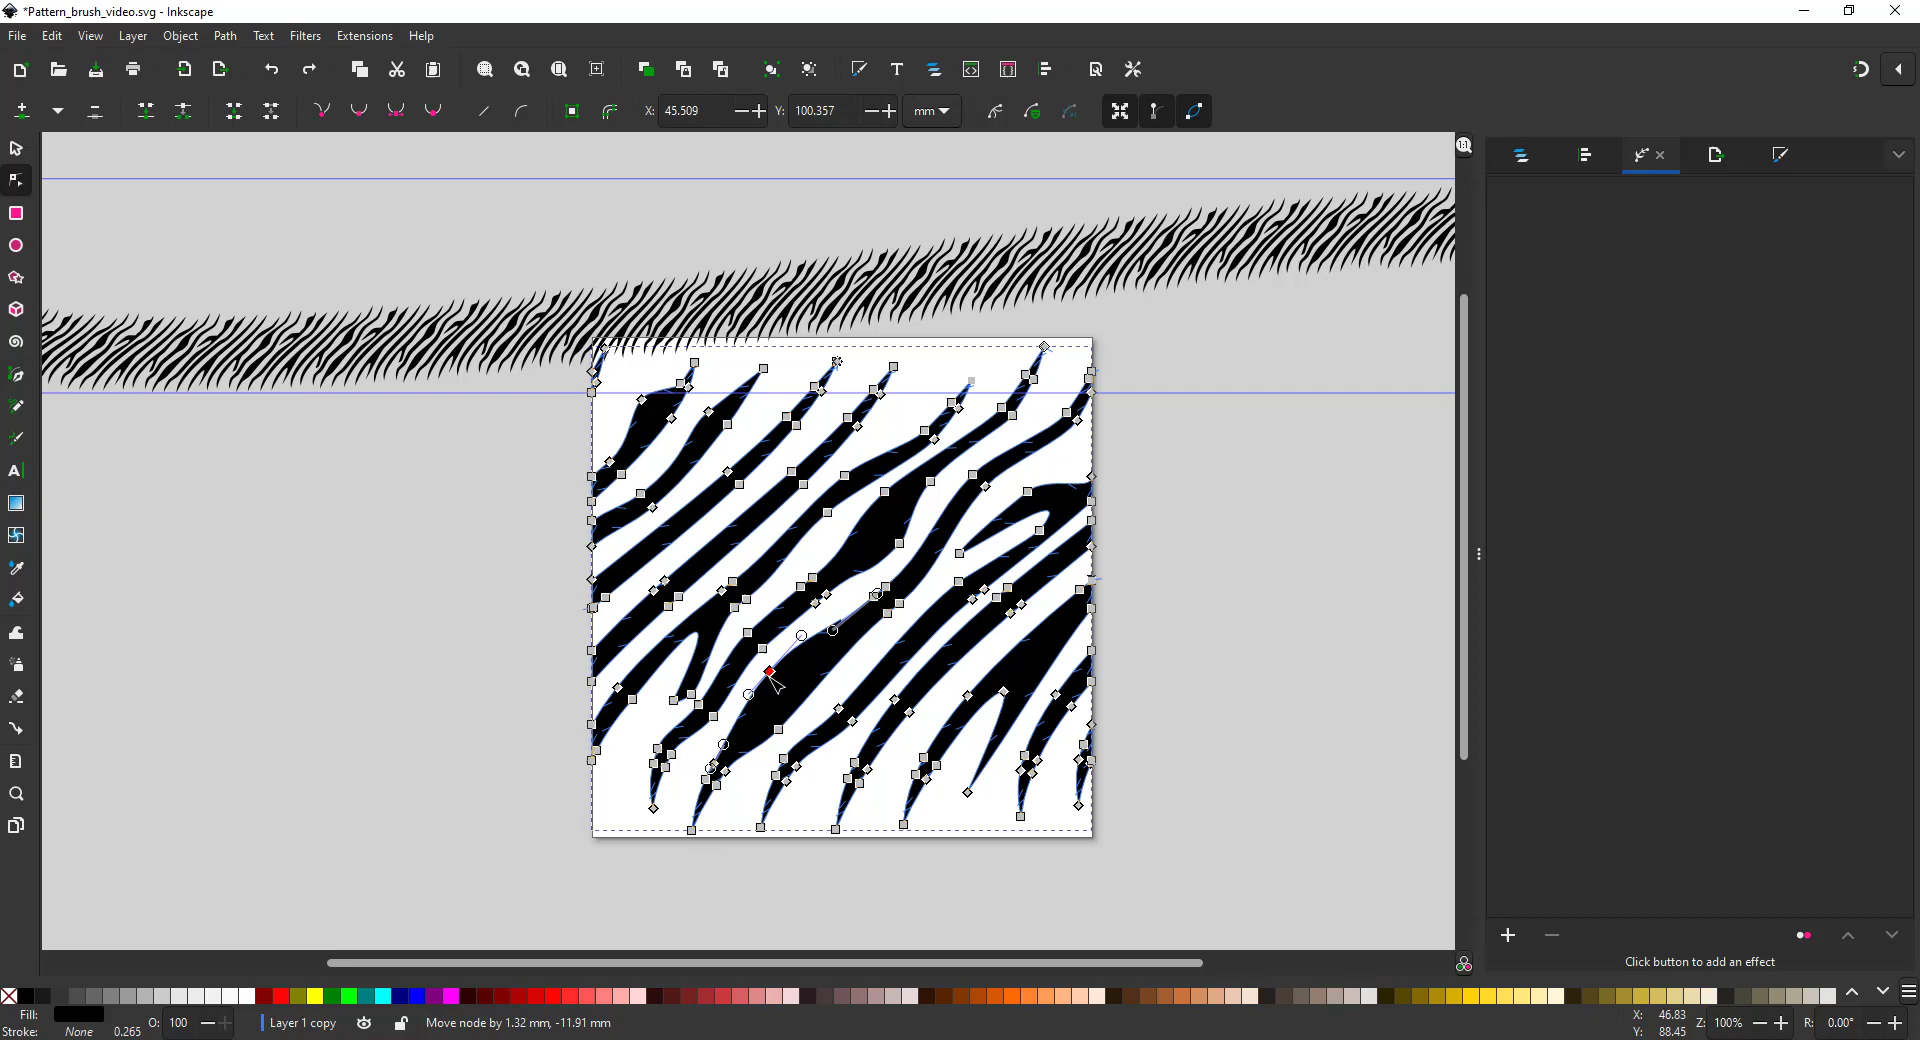 *Pattern_brush_video.svg - Inkscape
File Edit View Layer Object Path Text Filters Extensions Help
X: 45.509 Y: 100.357 mm
1:1
Click button to add an effect
Fill: O: 100 Layer 1 copy Move node by 1.32 mm, -11.91 mm X: 46.83 Z: 100% R: 0.00°
Stroke: None 0.265 Y: 88.45